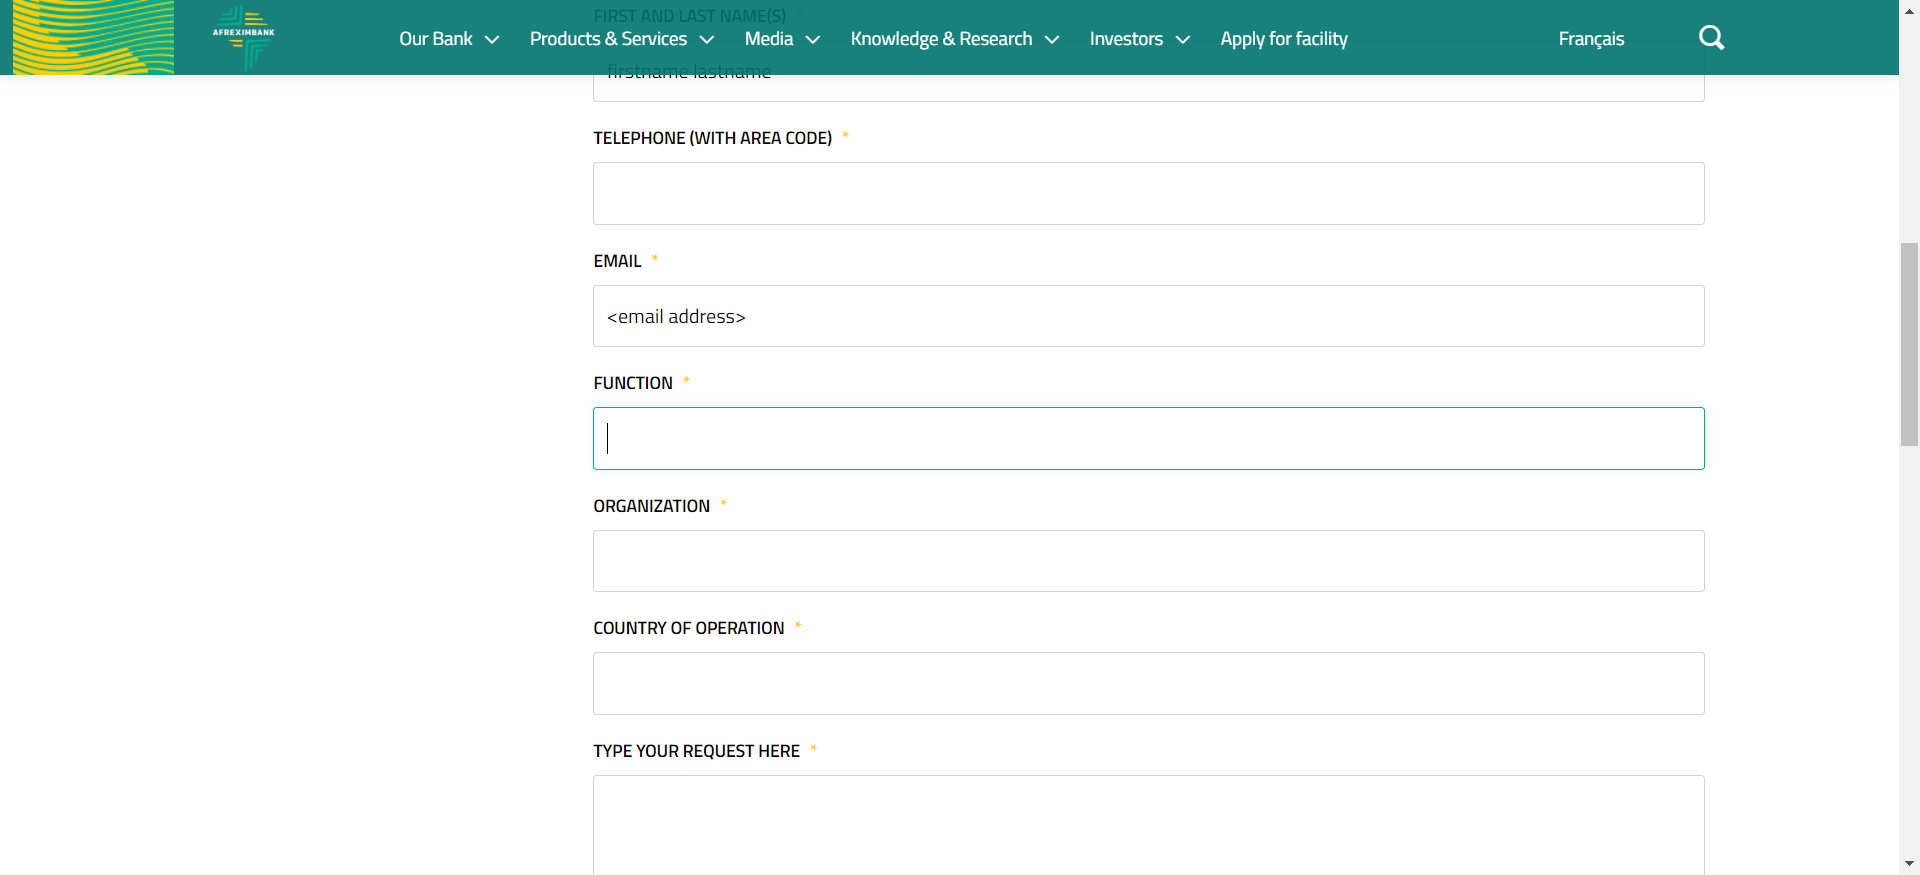 FIRST AND LAST NAME(S)
AFREXIMBANK
Our Bank Products & Services Media Knowledge & Research Investors Apply for facility Français
firstname lastname
TELEPHONE (WITH AREA CODE) *
EMAIL *
<email address>
FUNCTION *
ORGANIZATION *
COUNTRY OF OPERATION *
TYPE YOUR REQUEST HERE *